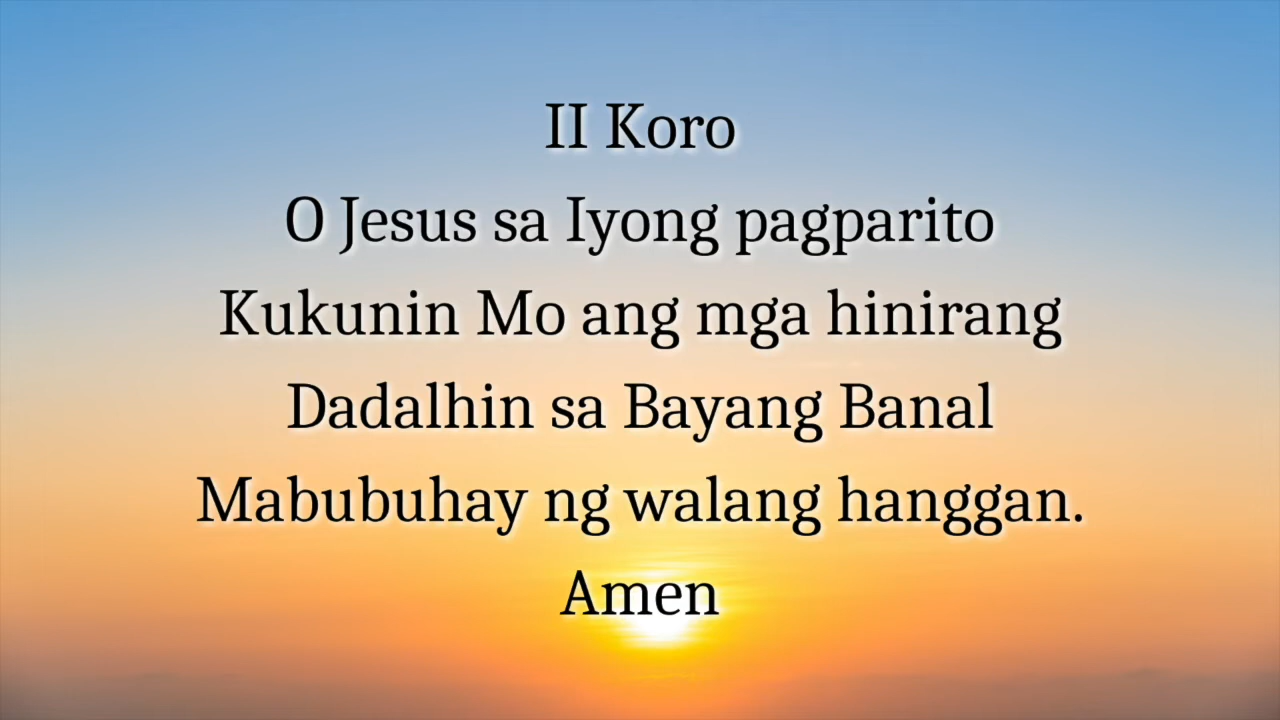 II Koro
O Jesus sa Iyong pagparito
Kukunin Mo ang mga hinirang
Dadalhin sa Bayang Banal
Mabubuhay ng walang hanggan.
Amen